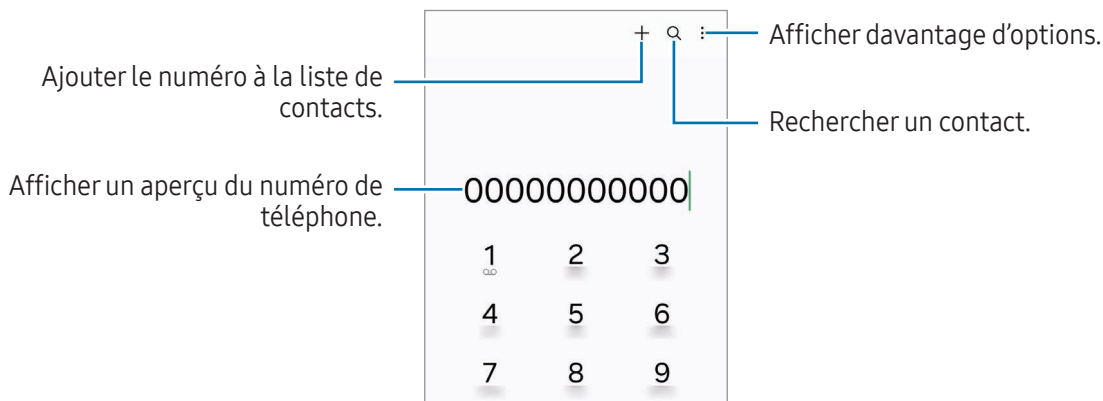 Afficher davantage d’options.
Ajouter le numéro à la liste de
contacts.
Rechercher un contact.
Afficher un aperçu du numéro de
téléphone.
00000000000
1 2 3
4 5 6
7 8 9